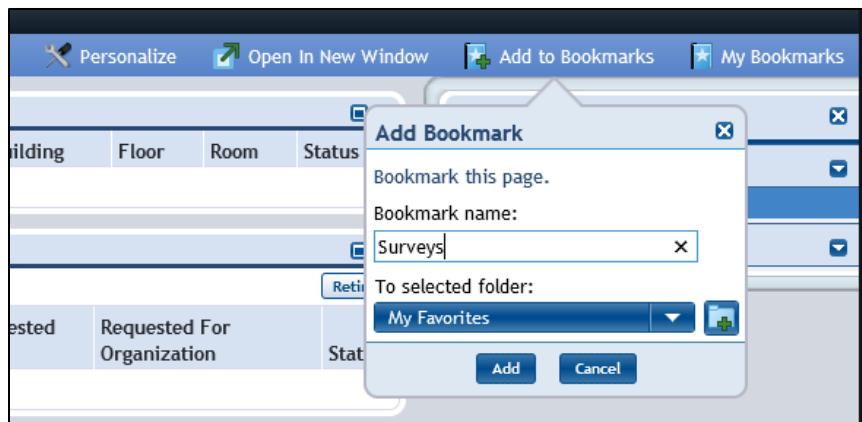 Personalize Open In New Window Add to Bookmarks My Bookmarks
Add Bookmark
Floor Room Status
Bookmark this page.
Bookmark name:
Surveys
To selected folder:
My Favorites
Requested For
Organization
Add Cancel